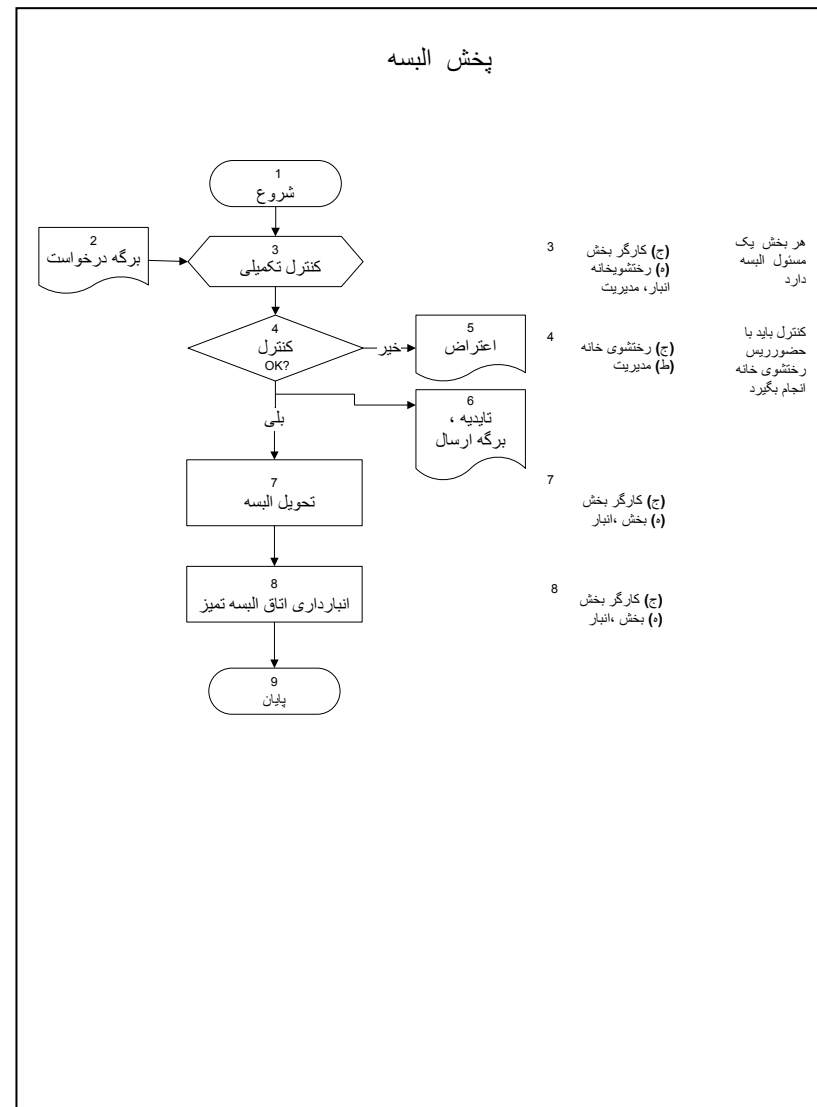 پخش البسه
1
شروع
2
برگه درخواست
3
کنترل تکمیلی
3
(ج) کارگر بخش
(ه) رختشویخانه
انبار، مدیریت
هر بخش یک
مسئول البسه
دارد
4
کنترل
OK?
خیر
5
اعتراض
4
(ج) رختشوی خانه
(ط) مدیریت
کنترل باید با
حضورریس
رختشوی خانه
انجام بگیرد
بلی
6
تایدیه ،
برگه ارسال
7
تحویل البسه
7
(ج) کارگر بخش
(ه) بخش ،انبار
8
انبارداری اتاق البسه تمیز
8
(ج) کارگر بخش
(ه) بخش ،انبار
9
پایان